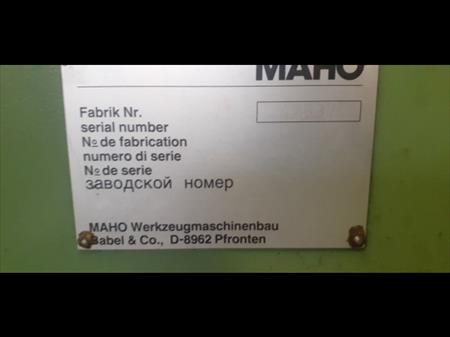 MAHO
Fabrik Nr.
serial number
No de fabrication
numero di serie
No de serie
заводской номер
MAHO Werkzeugmaschinenbau
Babel & Co., D-8962 Pfronten